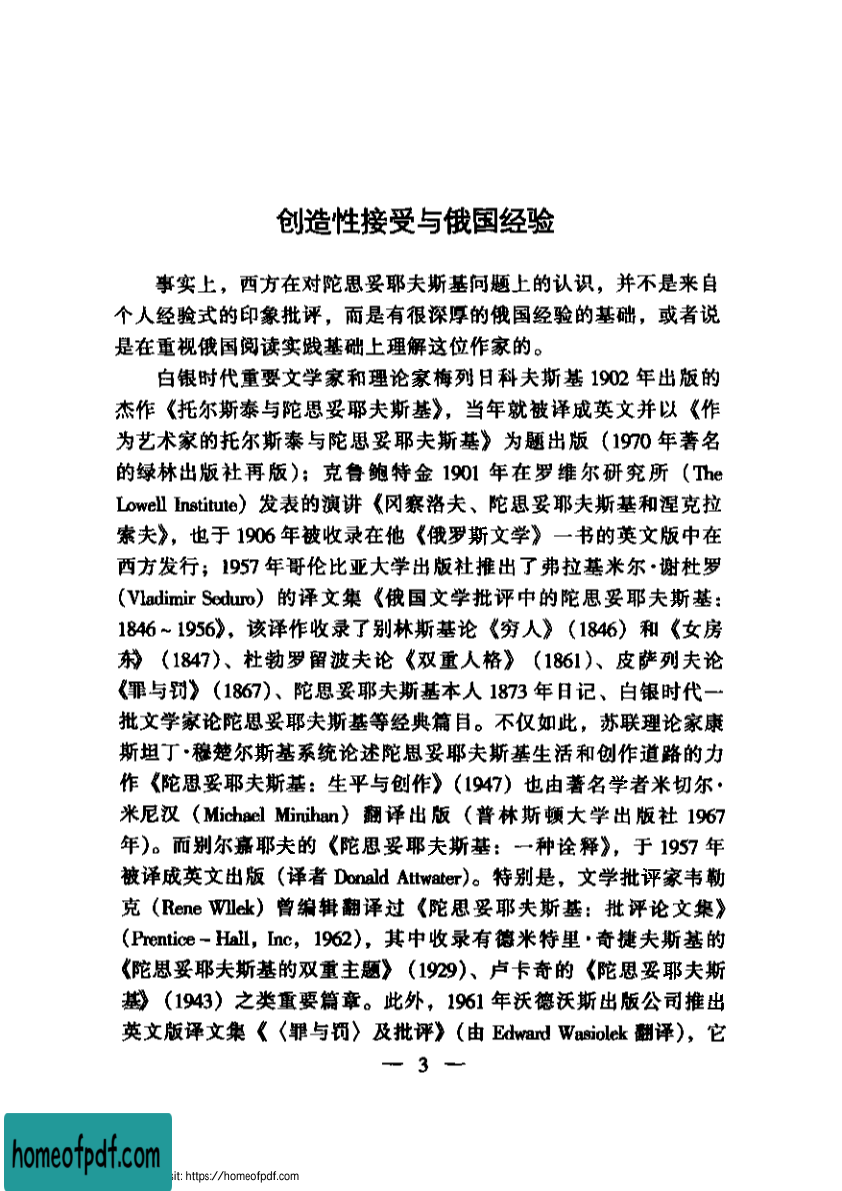 创造性接受与俄国经验
事实上，西方在对陀思妥耶夫斯基问题上的认识，并不是来自
个人经验式的印象批评，而是有很深厚的俄国经验的基础，或者说
是在重视俄国阅读实践基础上理解这位作家的。
白银时代重要文学家和理论家梅列日科夫斯基 1902 年出版的
杰作《托尔斯泰与陀思妥耶夫斯基》，当年就被译成英文并以《作
为艺术家的托尔斯泰与陀思妥耶夫斯基》为题出版（1970 年著名
的绿林出版社再版）；克鲁鲍特金 1901 年在罗维尔研究所（The
Lowell Institute）发表的演讲《冈察洛夫、陀思妥耶夫斯基和涅克拉
索夫》，也于 1906 年被收录在他《俄罗斯文学》一书的英文版中在
西方发行；1957 年哥伦比亚大学出版社推出了弗拉基米尔·谢杜罗
（Vladimir Seduro）的译文集《俄国文学批评中的陀思妥耶夫斯基：
1846～1956》，该译作收录了别林斯基论《穷人》（1846）和《女房
东》（1847）、杜勃罗留波夫论《双重人格》（1861）、皮萨列夫论
《罪与罚》（1867）、陀思妥耶夫斯基本人 1873 年日记、白银时代一
批文学家论陀思妥耶夫斯基等经典篇目。不仅如此，苏联理论家康
斯坦丁·穆楚尔斯基系统论述陀思妥耶夫斯基生活和创作道路的力
作《陀思妥耶夫斯基：生平与创作》（1947）也由著名学者米切尔·
米尼汉（Michael Minihan）翻译出版（普林斯顿大学出版社 1967
年）。而别尔嘉耶夫的《陀思妥耶夫斯基：一种诠释》，于 1957 年
被译成英文出版（译者 Donald Attwater）。特别是，文学批评家韦勒
克（Rene Wllek）曾编辑翻译过《陀思妥耶夫斯基：批评论文集》
（Prentice－Hall，Inc，1962），其中收录有德米特里·奇捷夫斯基的
《陀思妥耶夫斯基的双重主题》（1929）、卢卡奇的《陀思妥耶夫斯
基》（1943）之类重要篇章。此外，1961 年沃德沃斯出版公司推出
英文版译文集《〈罪与罚〉及批评》（由 Edward Wasiolek 翻译），它
— 3 —
homeofpdf.com
sit: https://homeofpdf.com